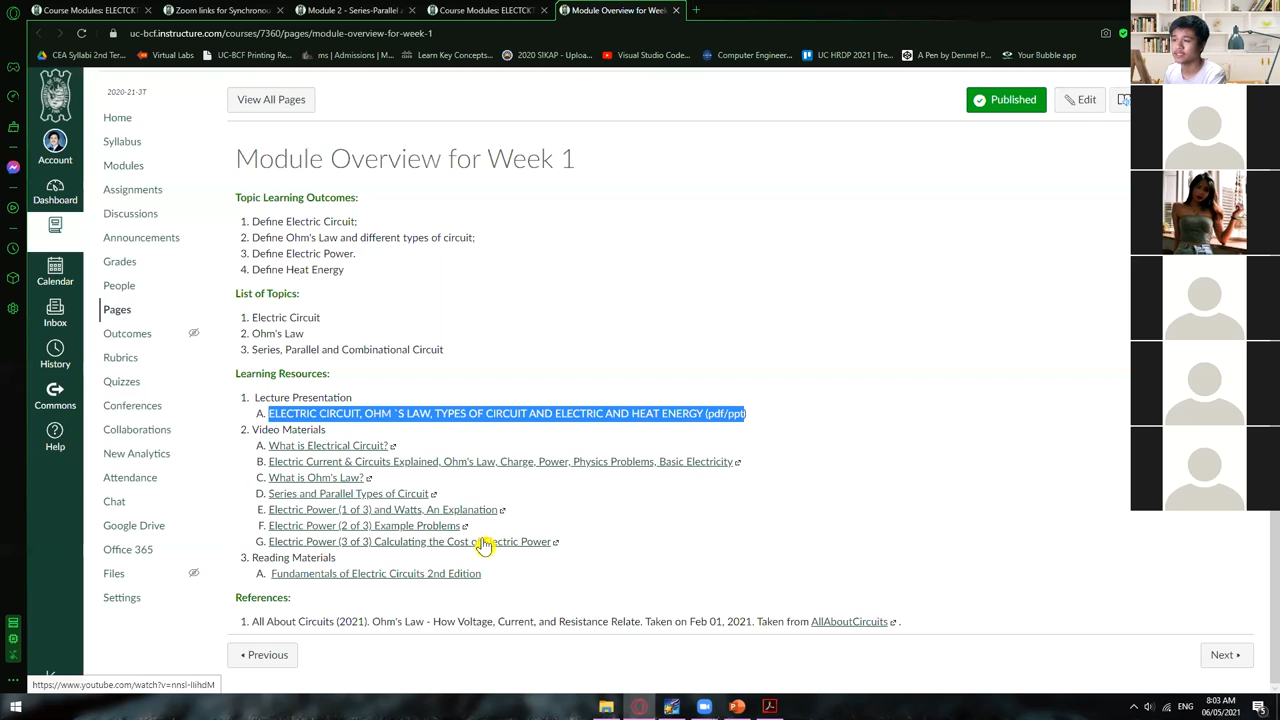 Course Modules: ELECTCKT
Zoom links for Synchronou
Module 2 - Series-Parallel
Course Modules: ELECTCKT
Module Overview for Week
uc-bcf.instructure.com/courses/7360/pages/module-overview-for-week-1
CEA Syllabi 2nd Ter...
Virtual Labs
UC-BCF Printing Re...
ms | Admissions | M...
Learn Key Concepts...
2020 SIKAP - Uploa...
Visual Studio Code...
Computer Engineer...
UC HRDP 2021 | Tre...
A Pen by Denmel P...
Your Bubble app
Account
Dashboard
Calendar
Inbox
History
Commons
Help
2020-21-3T
Home
Syllabus
Modules
Assignments
Discussions
Announcements
Grades
People
Pages
Outcomes
Rubrics
Quizzes
Conferences
Collaborations
New Analytics
Attendance
Chat
Google Drive
Office 365
Files
Settings
View All Pages
Published
Edit
Module Overview for Week 1
Topic Learning Outcomes:
1. Define Electric Circuit;
2. Define Ohm's Law and different types of circuit;
3. Define Electric Power.
4. Define Heat Energy
List of Topics:
1. Electric Circuit
2. Ohm's Law
3. Series, Parallel and Combinational Circuit
Learning Resources:
1. Lecture Presentation
A. ELECTRIC CIRCUIT, OHM `S LAW, TYPES OF CIRCUIT AND ELECTRIC AND HEAT ENERGY (pdf/ppt)
2. Video Materials
A. What is Electrical Circuit?
B. Electric Current & Circuits Explained, Ohm's Law, Charge, Power, Physics Problems, Basic Electricity
C. What is Ohm's Law?
D. Series and Parallel Types of Circuit
E. Electric Power (1 of 3) and Watts, An Explanation
F. Electric Power (2 of 3) Example Problems
G. Electric Power (3 of 3) Calculating the Cost of Electric Power
3. Reading Materials
A. Fundamentals of Electric Circuits 2nd Edition
References:
1. All About Circuits (2021). Ohm's Law - How Voltage, Current, and Resistance Relate. Taken on Feb 01, 2021. Taken from AllAboutCircuits .
Previous
Next
ENG
8:03 AM
06/05/2021